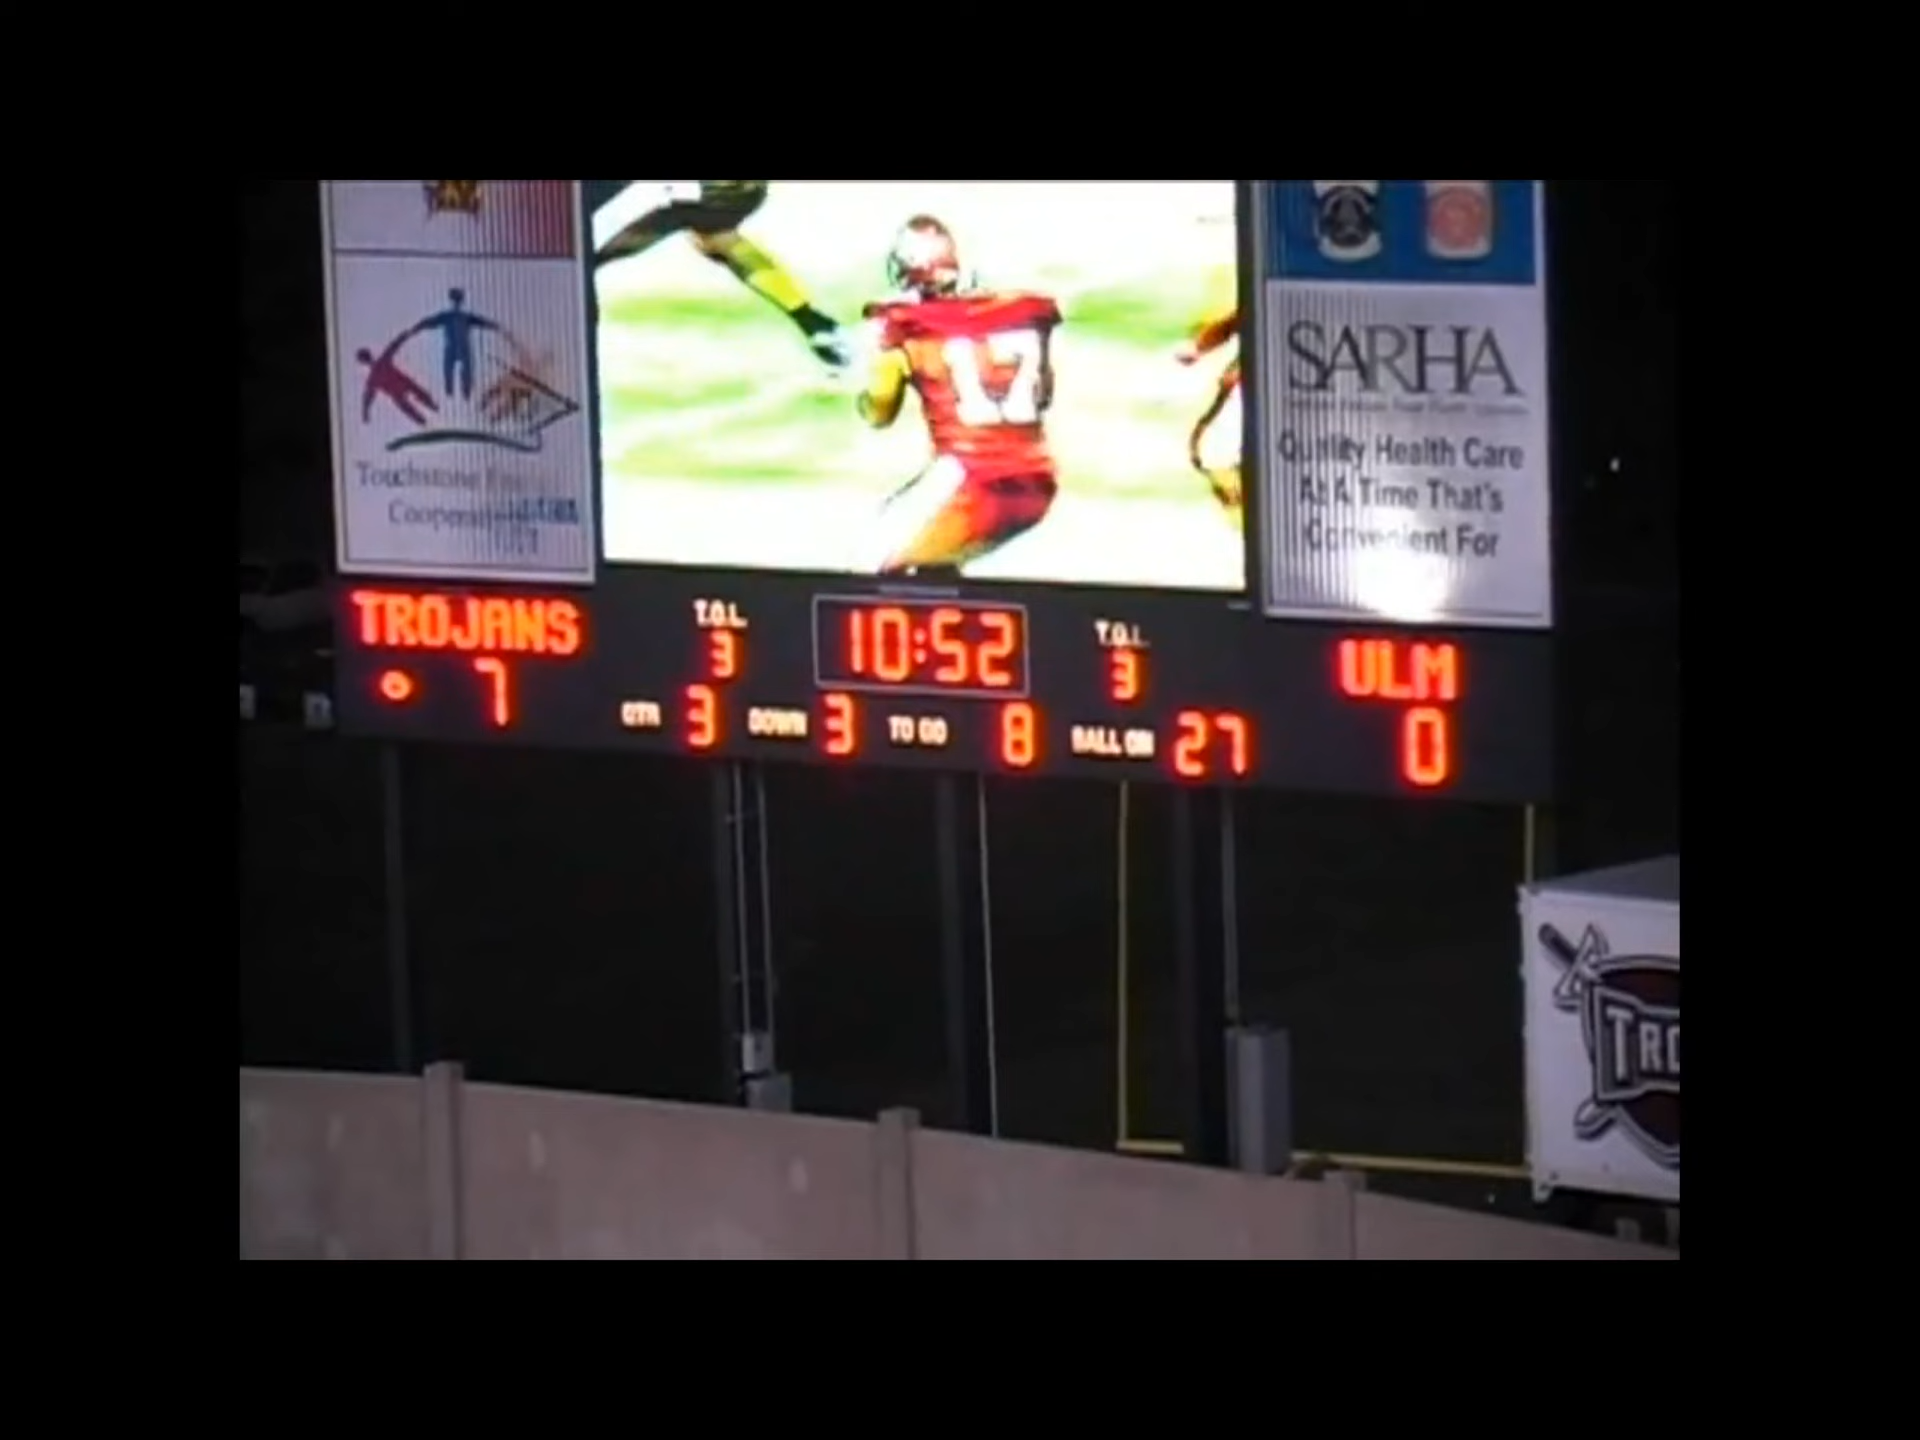 17
Touchstone
SARHA
Quality Health Care
At A Time That's
Convenient For
TROJANS
7
T.O.L.
3
10:52
T.O.L.
3
ULM
0
QTR 3 DOWN 3 TO GO 8 BALL ON 27
TRO